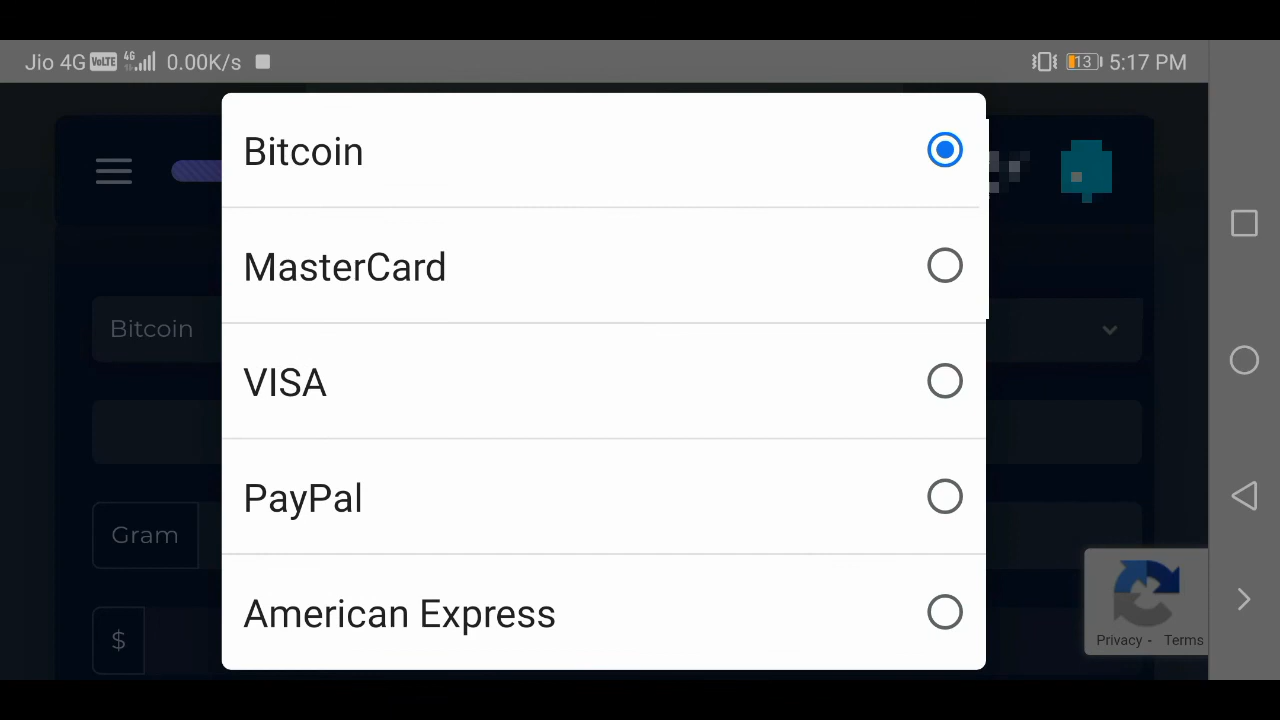 Jio 4G VoLTE 4G 0.00K/s 13 5:17 PM
Bitcoin
MasterCard
Bitcoin
VISA
PayPal
Gram
American Express
$
Privacy - Terms